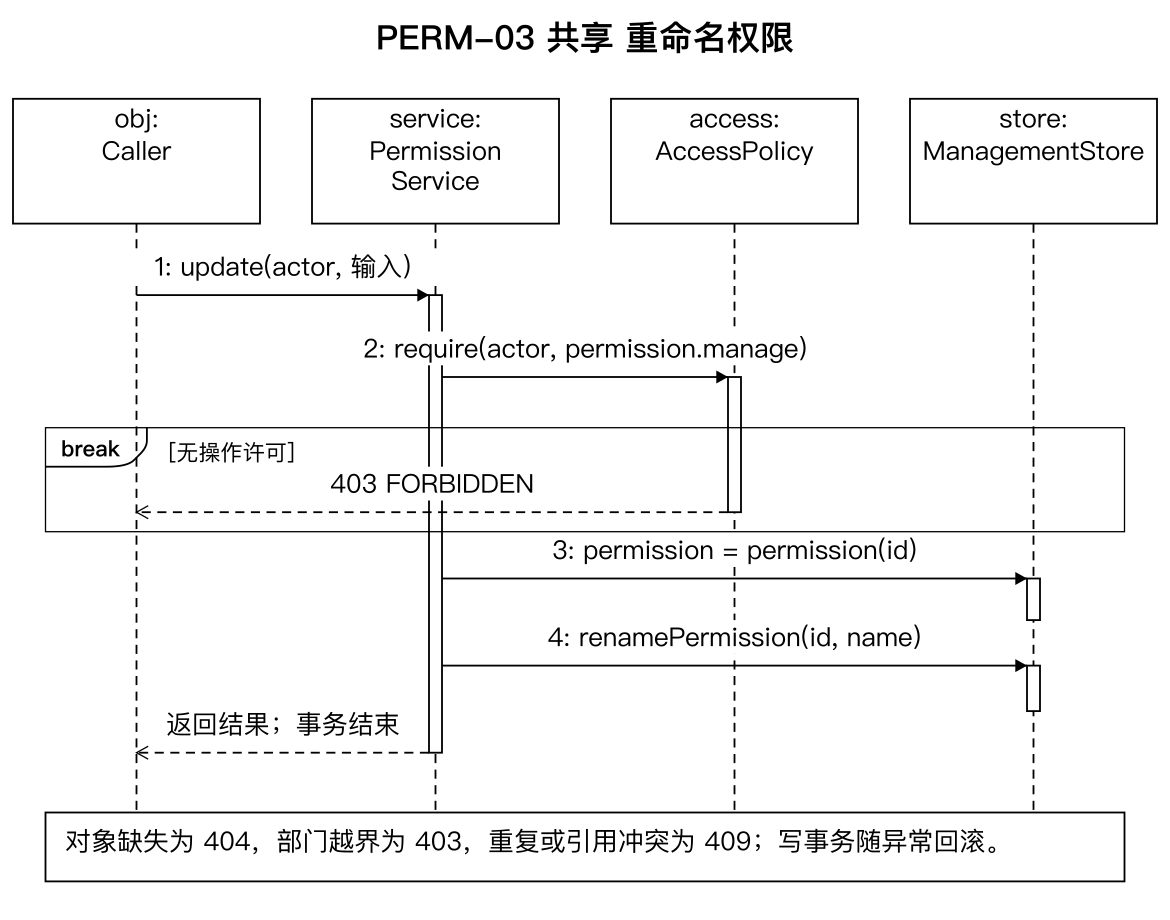 PERM-03 共享 重命名权限
obj:
Caller
service:
Permission
Service
access:
AccessPolicy
store:
ManagementStore
1: update(actor, 输入)
2: require(actor, permission.manage)
break
[无操作许可]
403 FORBIDDEN
3: permission = permission(id)
4: renamePermission(id, name)
返回结果；事务结束
对象缺失为 404，部门越界为 403，重复或引用冲突为 409；写事务随异常回滚。